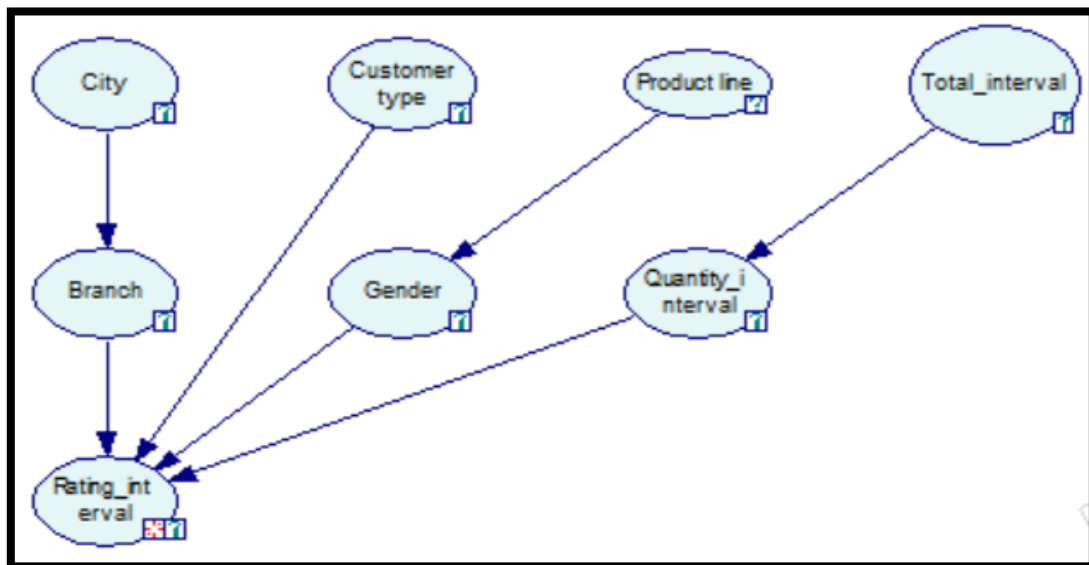 City
Customer
type
Product line
Total_interval
Branch
Gender
Quantity_i
nterval
Rating_int
erval